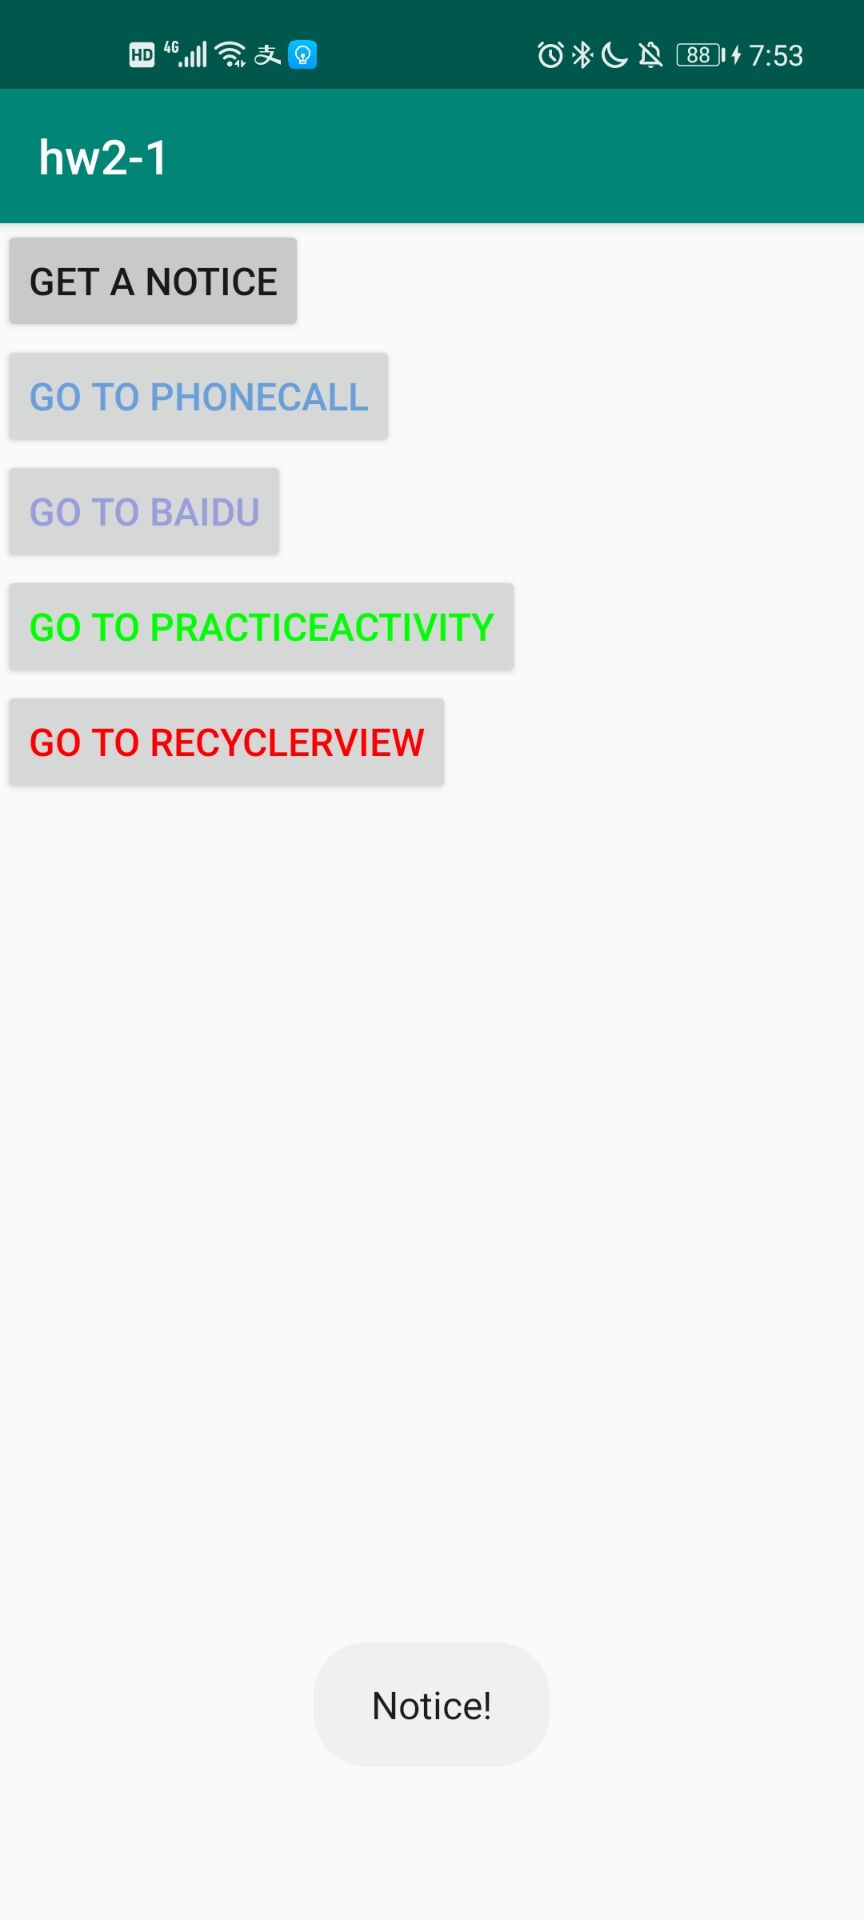 HD 4G 支 88 7:53
hw2-1
GET A NOTICE
GO TO PHONECALL
GO TO BAIDU
GO TO PRACTICEACTIVITY
GO TO RECYCLERVIEW
Notice!